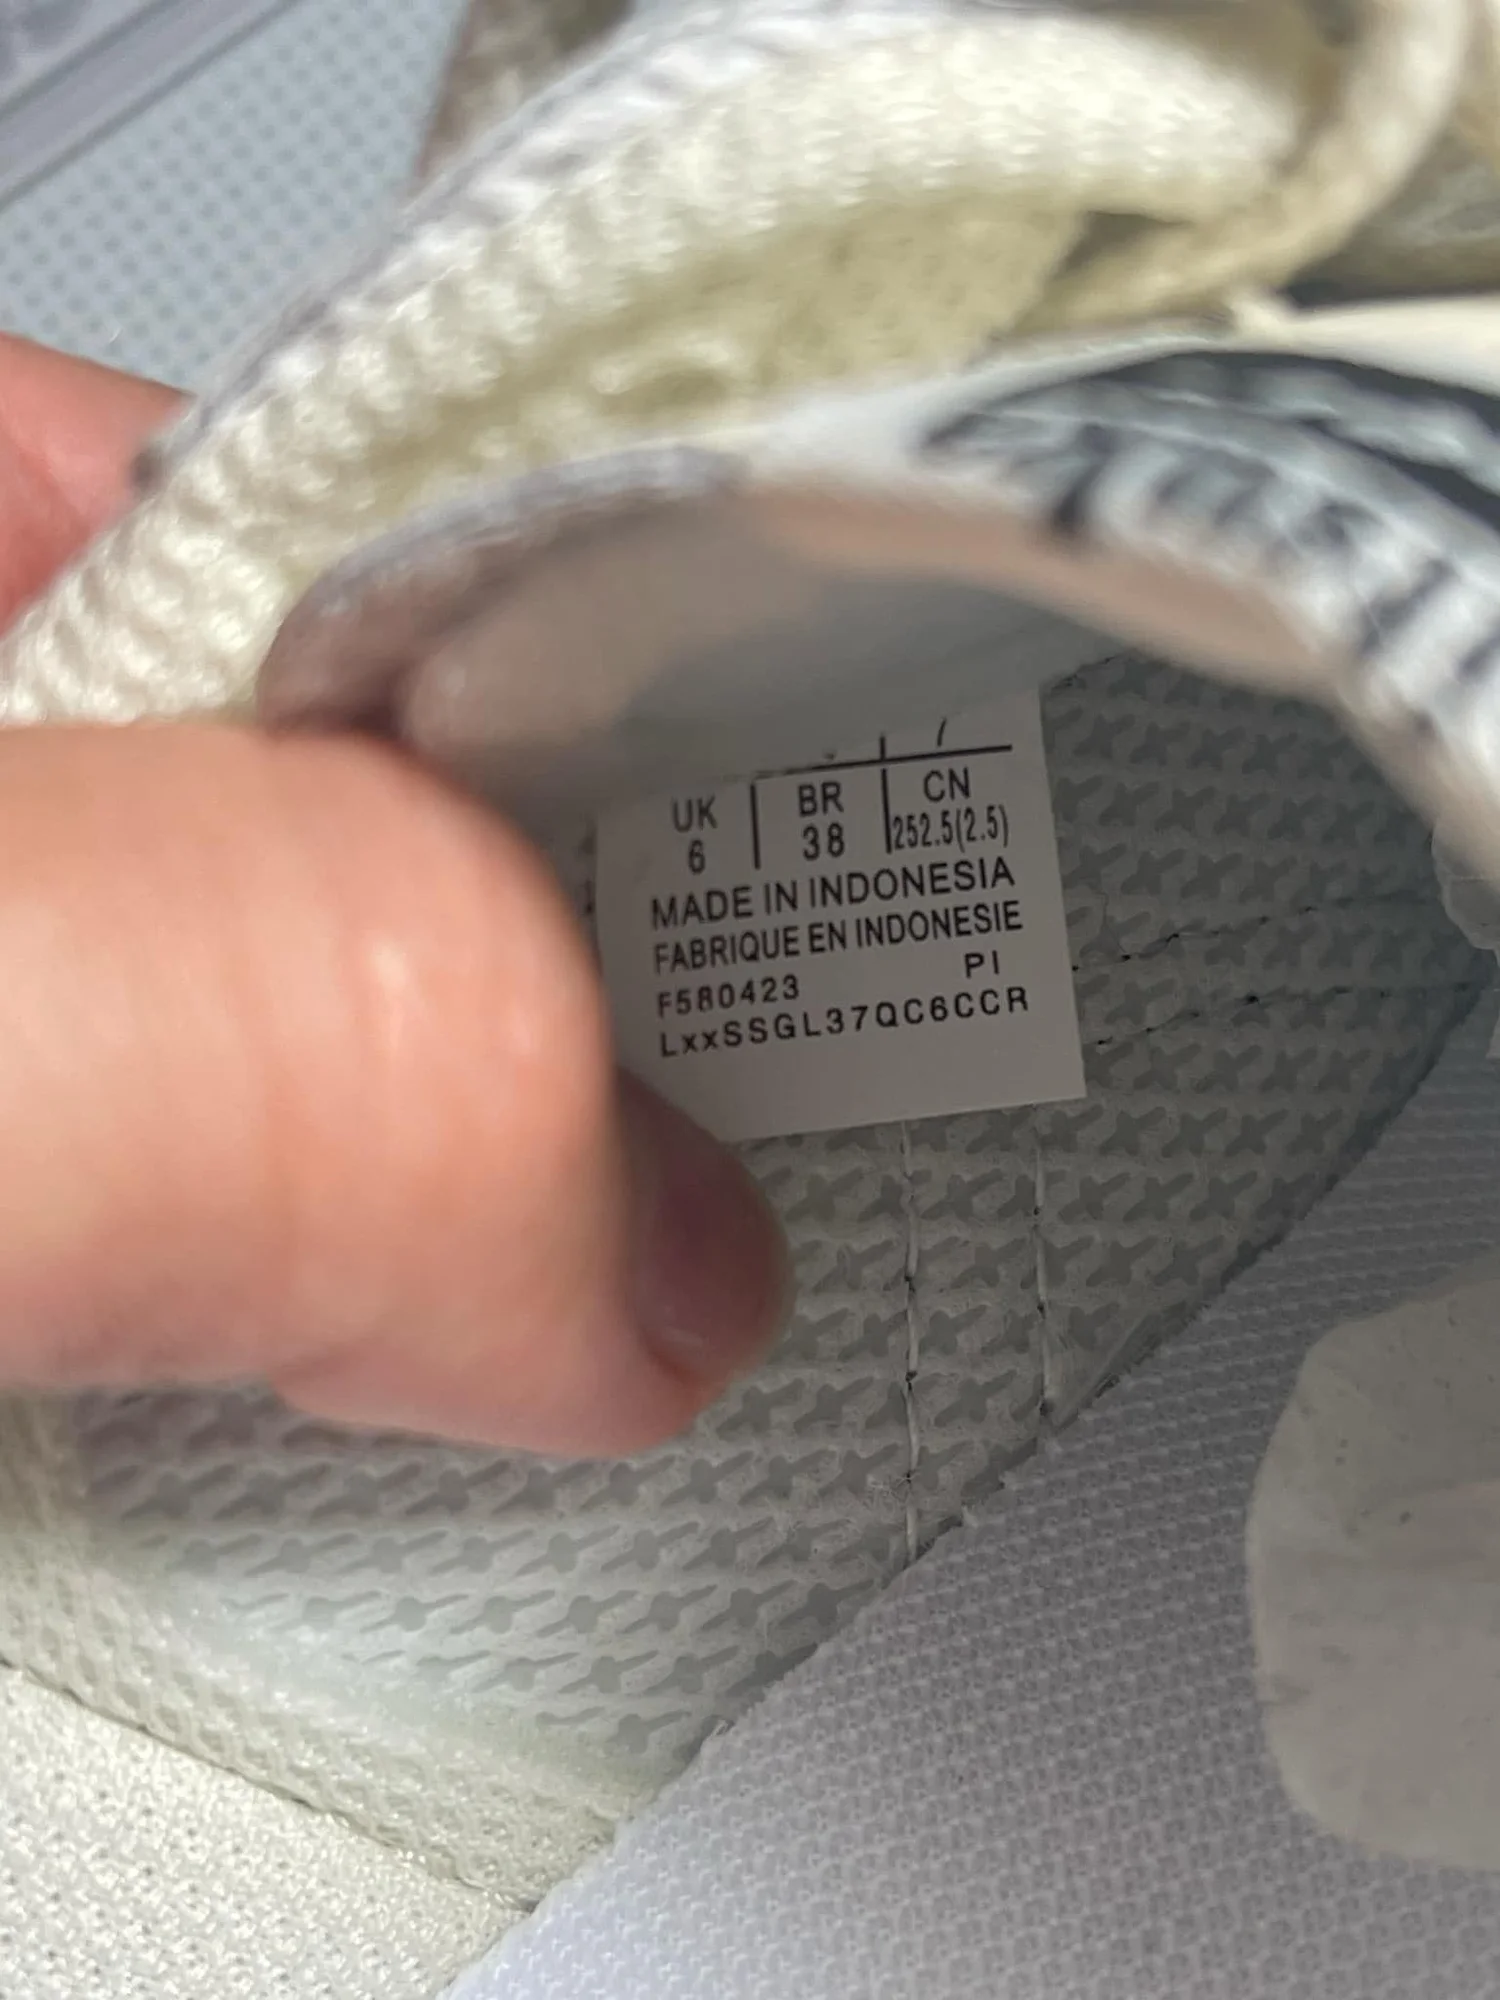 UK BR CN
6 38 252.5(2.5)
MADE IN INDONESIA
FABRIQUE EN INDONESIE
F580423 PI
LxxSSGL37QC6CCR